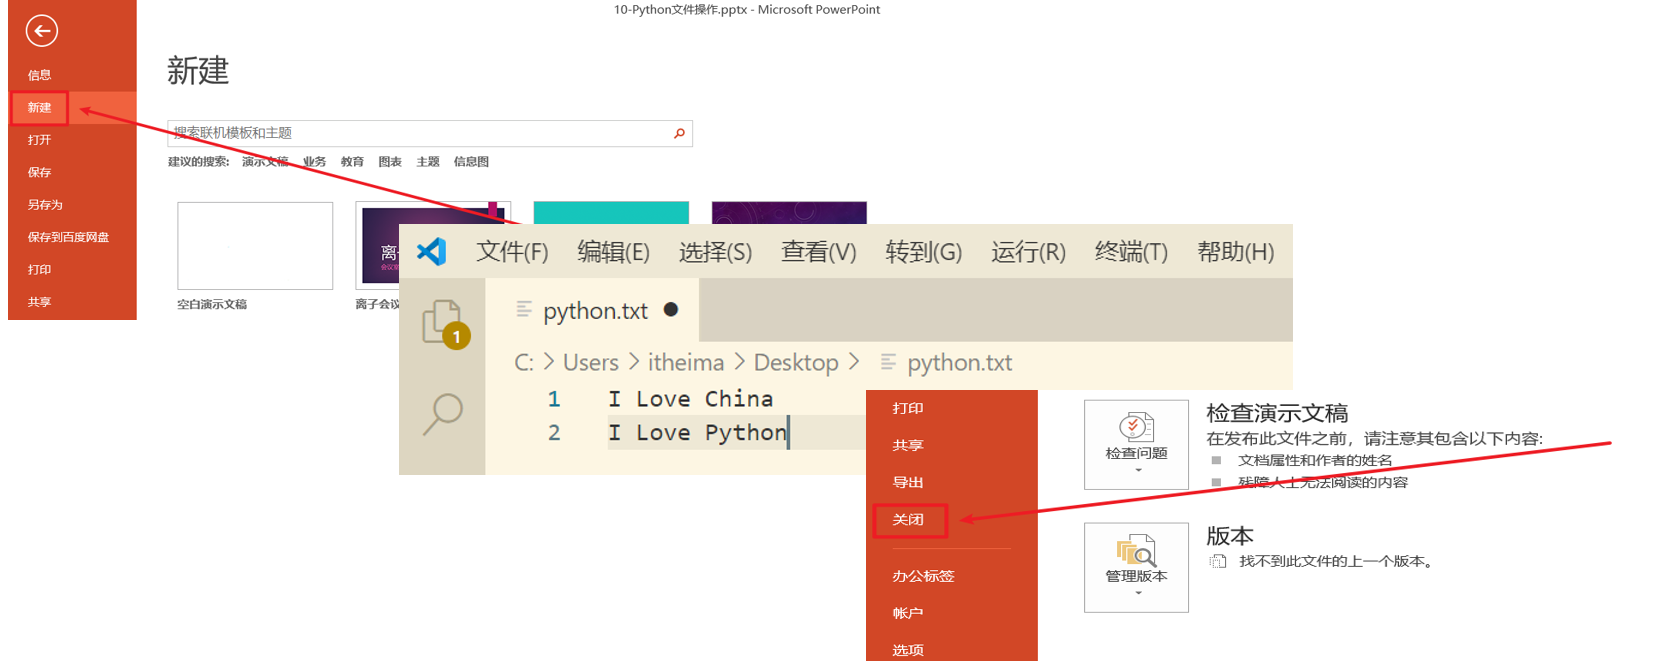 10-Python文件操作.pptx - Microsoft PowerPoint
信息
新建
打开
保存
另存为
保存到百度网盘
打印
共享
新建
搜索联机模板和主题
建议的搜索: 演示文稿 业务 教育 图表 主题 信息图
空白演示文稿
离子会议
文件(F) 编辑(E) 选择(S) 查看(V) 转到(G) 运行(R) 终端(T) 帮助(H)
1
python.txt
C: > Users > itheima > Desktop > python.txt
1 I Love China
2 I Love Python
打印
共享
导出
关闭
办公标签
帐户
选项
检查问题
检查演示文稿
在发布此文件之前，请注意其包含以下内容:
文档属性和作者的姓名
残障人士无法阅读的内容
管理版本
版本
找不到此文件的上一个版本。